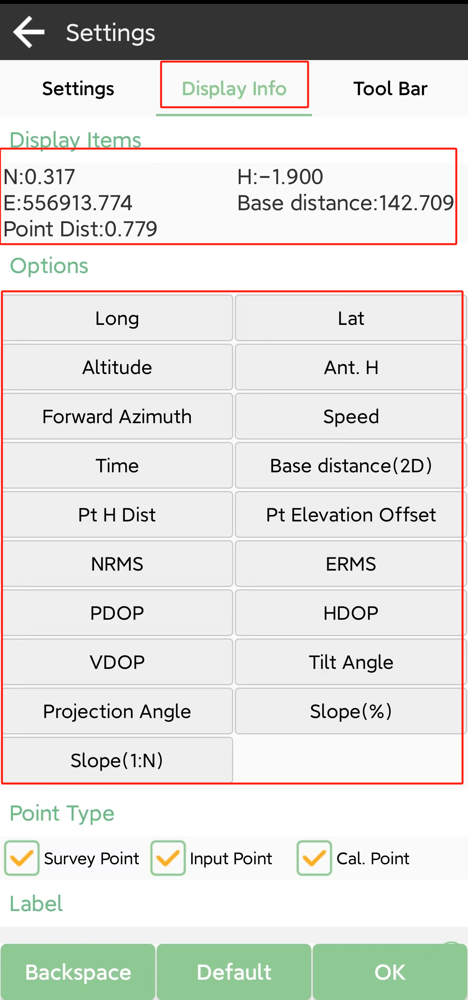 Settings
Settings Display Info Tool Bar
Display Items
N:0.317 H:-1.900
E:556913.774 Base distance:142.709
Point Dist:0.779
Options
Long Lat
Altitude Ant. H
Forward Azimuth Speed
Time Base distance(2D)
Pt H Dist Pt Elevation Offset
NRMS ERMS
PDOP HDOP
VDOP Tilt Angle
Projection Angle Slope(%)
Slope(1:N)
Point Type
Survey Point Input Point Cal. Point
Label
Backspace Default OK